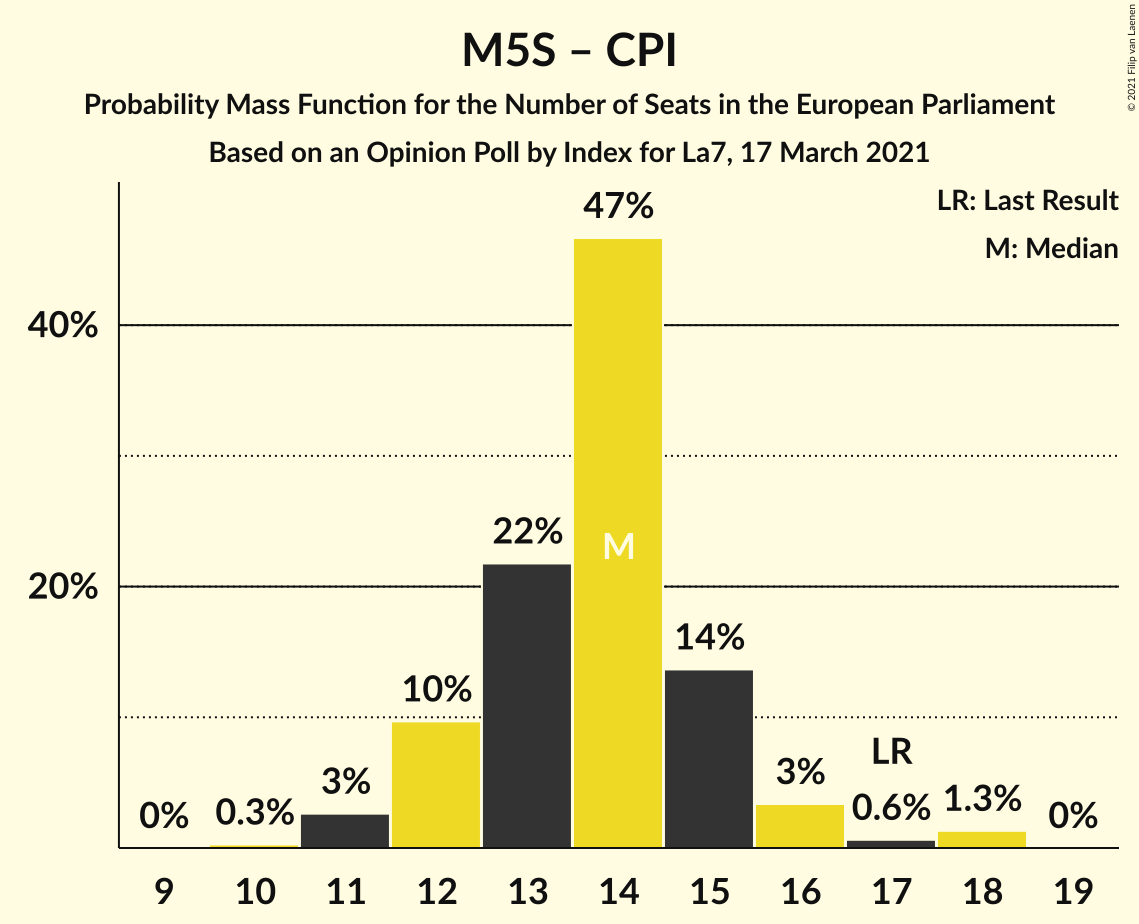 M5S – CPI
Probability Mass Function for the Number of Seats in the European Parliament
Based on an Opinion Poll by Index for La7, 17 March 2021
© 2021 Filip van Laenen
LR: Last Result
M: Median
47%
40%
22%
M
20%
14%
10%
LR
3%
3%
0%
0.3%
0.6%
1.3%
0%
9 10 11 12 13 14 15 16 17 18 19